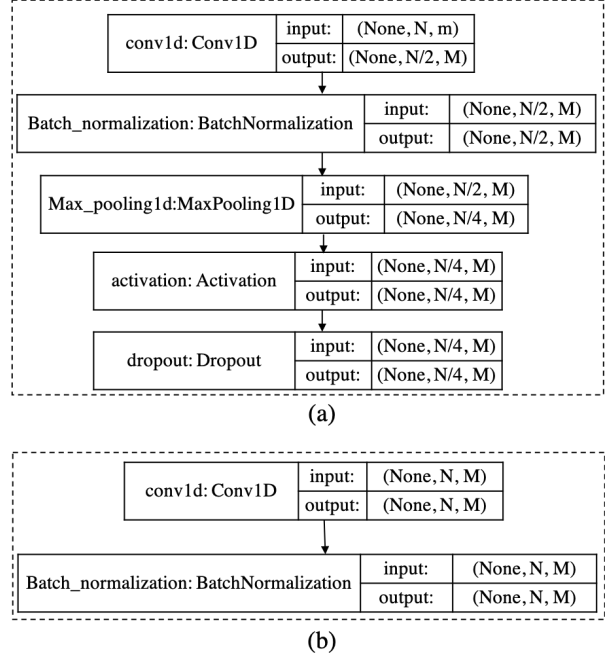 conv1d: Conv1D input: (None, N, m)
output: (None, N/2, M)
Batch_normalization: BatchNormalization input: (None, N/2, M)
output: (None, N/2, M)
Max_pooling1d:MaxPooling1D input: (None, N/2, M)
output: (None, N/4, M)
activation: Activation input: (None, N/4, M)
output: (None, N/4, M)
dropout: Dropout input: (None, N/4, M)
output: (None, N/4, M)
(a)
conv1d: Conv1D input: (None, N, M)
output: (None, N, M)
Batch_normalization: BatchNormalization input: (None, N, M)
output: (None, N, M)
(b)